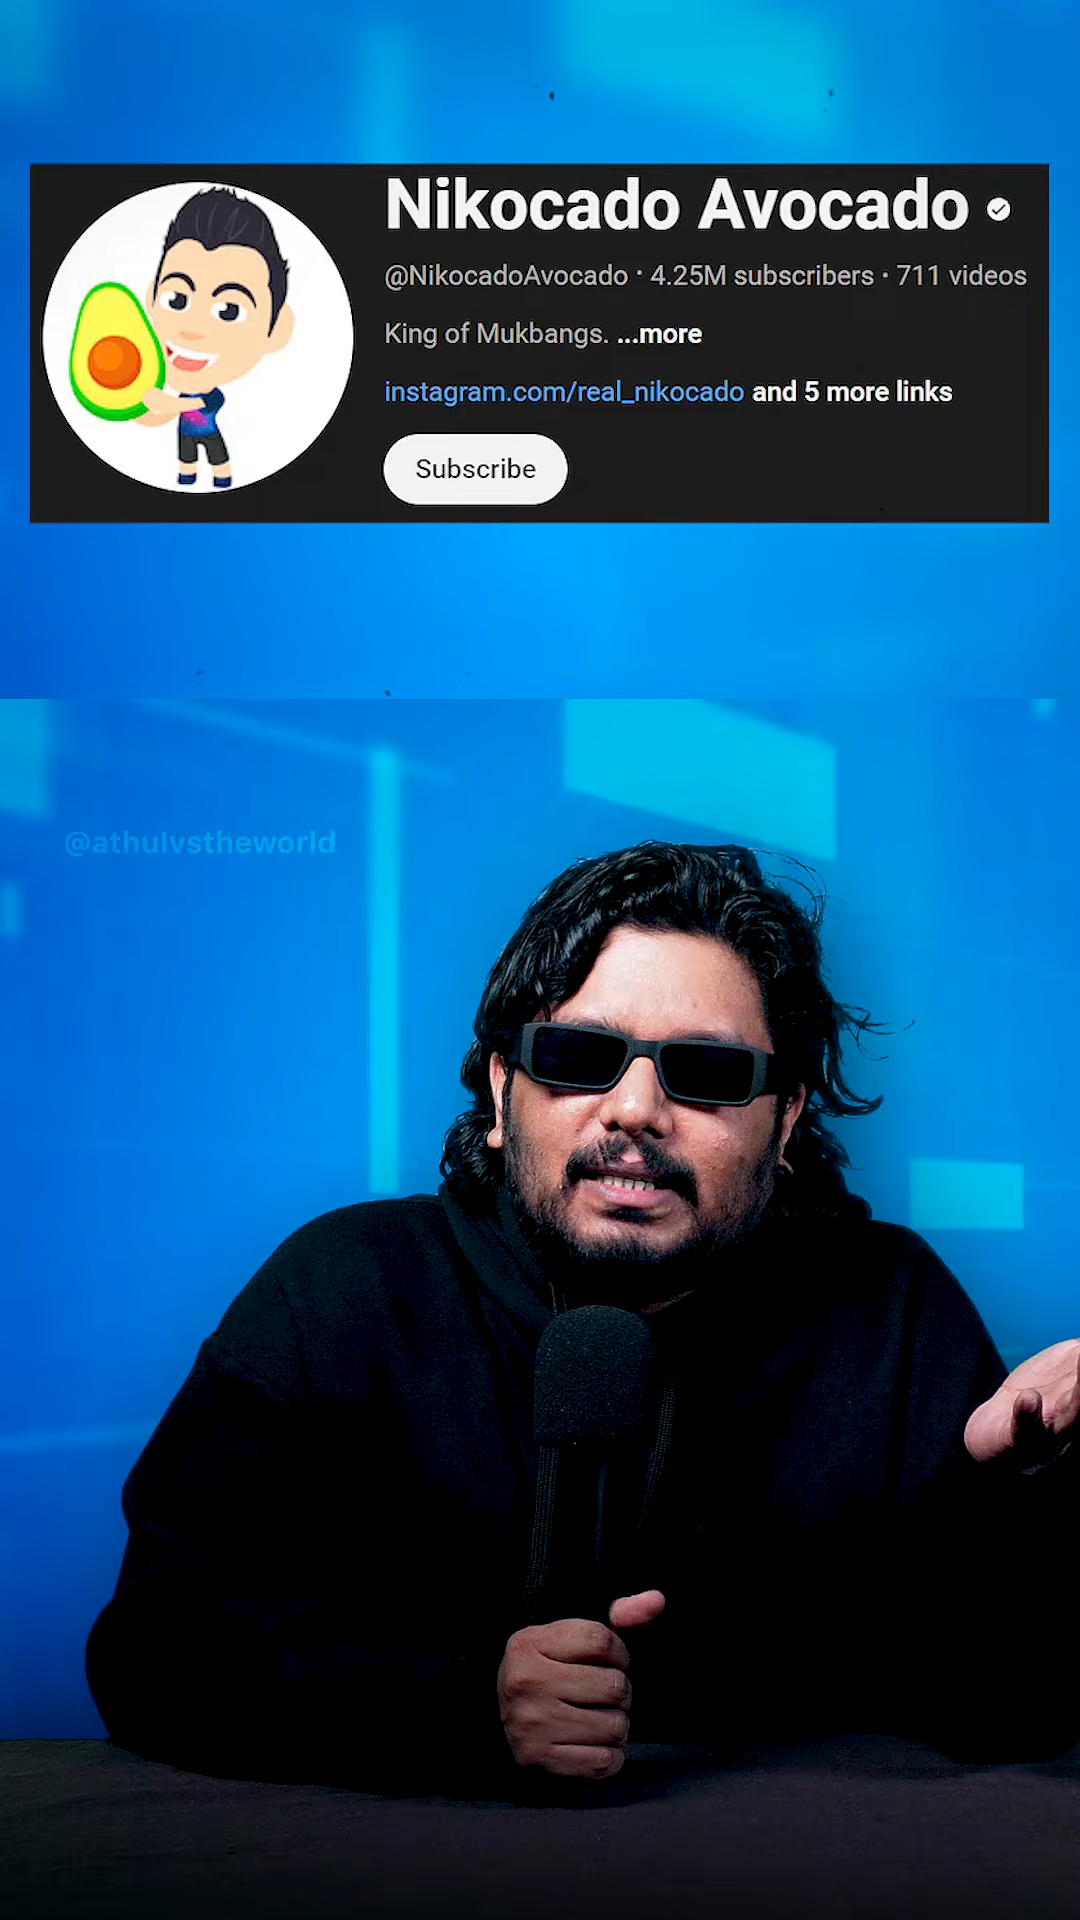 Nikocado Avocado
@NikocadoAvocado · 4.25M subscribers · 711 videos
King of Mukbangs. ...more
instagram.com/real_nikocado and 5 more links
Subscribe
@athulvstheworld